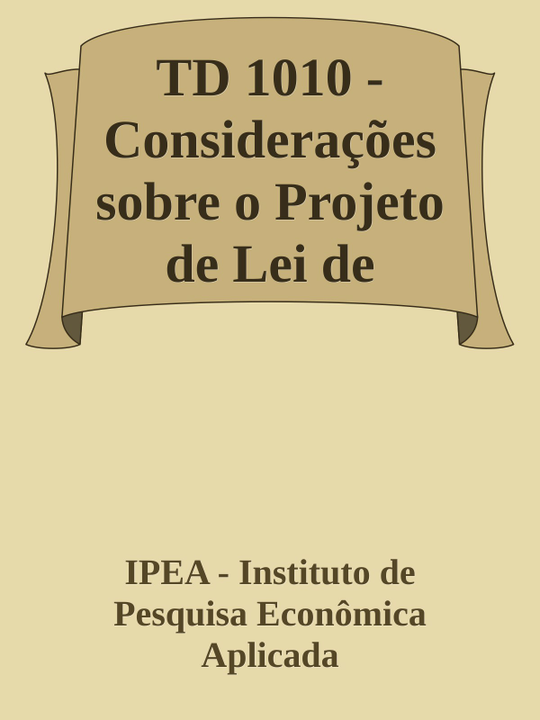 TD 1010 -
Considerações
sobre o Projeto
de Lei de
IPEA - Instituto de
Pesquisa Econômica
Aplicada